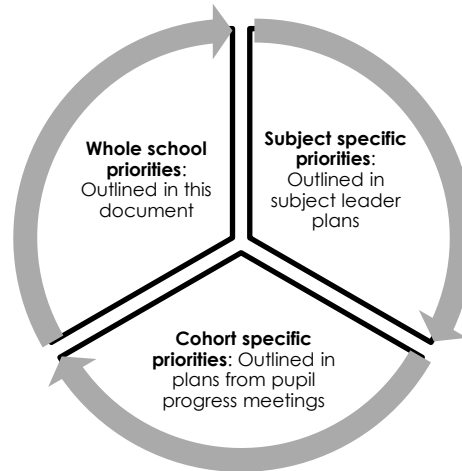 Whole school
priorities:
Outlined in this
document
Subject specific
priorities:
Outlined in
subject leader
plans
Cohort specific
priorities: Outlined in
plans from pupil
progress meetings